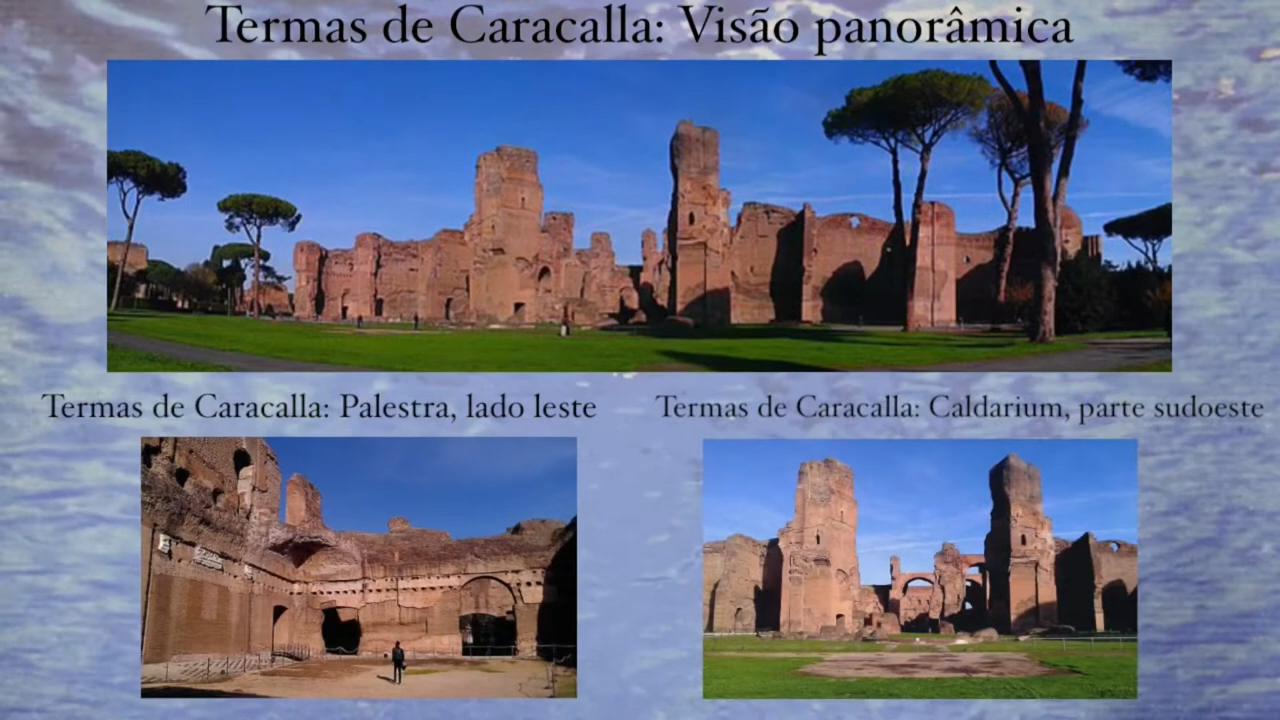 Termas de Caracalla: Visão panorâmica
Termas de Caracalla: Palestra, lado leste
Termas de Caracalla: Caldarium, parte sudoeste